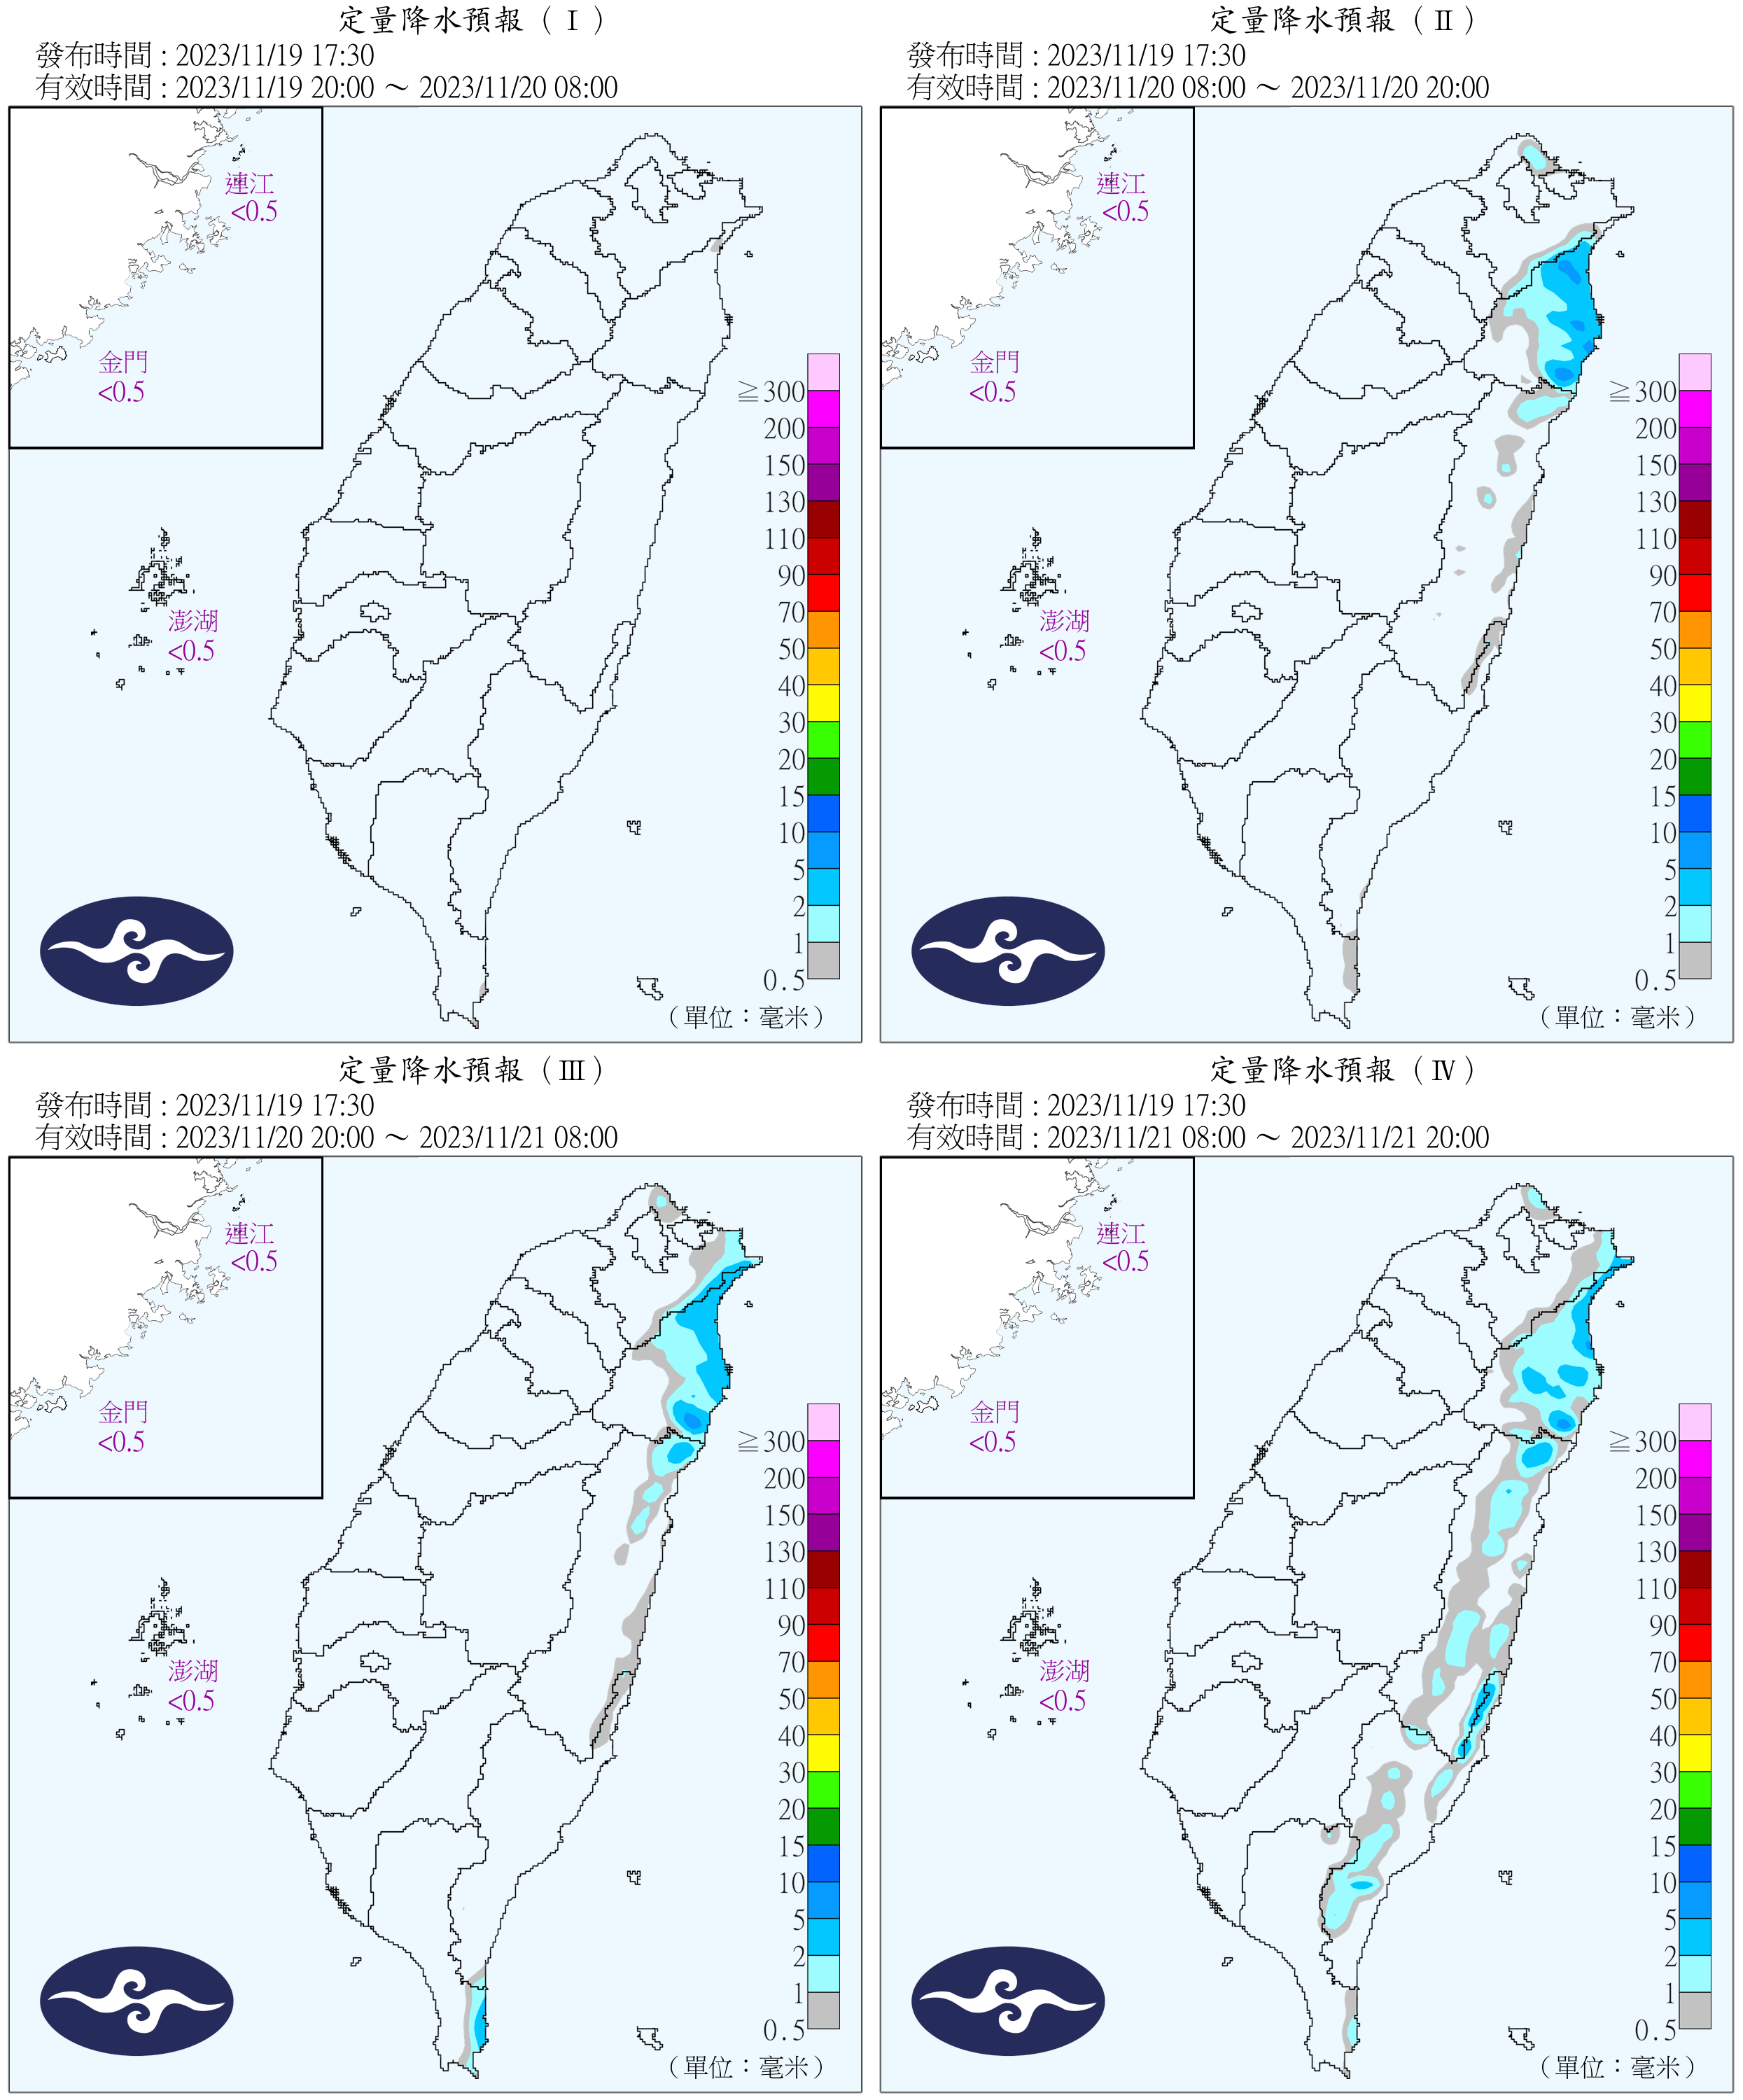 定量降水預報（Ⅰ）
發布時間：2023/11/19 17:30
有效時間：2023/11/19 20:00 ～ 2023/11/20 08:00
連江
<0.5
金門
<0.5
澎湖
<0.5
≧300
200
150
130
110
90
70
50
40
30
20
15
10
5
2
1
0.5
（單位：毫米）
定量降水預報（Ⅱ）
發布時間：2023/11/19 17:30
有效時間：2023/11/20 08:00 ～ 2023/11/20 20:00
連江
<0.5
金門
<0.5
澎湖
<0.5
≧300
200
150
130
110
90
70
50
40
30
20
15
10
5
2
1
0.5
（單位：毫米）
定量降水預報（Ⅲ）
發布時間：2023/11/19 17:30
有效時間：2023/11/20 20:00 ～ 2023/11/21 08:00
連江
<0.5
金門
<0.5
澎湖
<0.5
≧300
200
150
130
110
90
70
50
40
30
20
15
10
5
2
1
0.5
（單位：毫米）
定量降水預報（Ⅳ）
發布時間：2023/11/19 17:30
有效時間：2023/11/21 08:00 ～ 2023/11/21 20:00
連江
<0.5
金門
<0.5
澎湖
<0.5
≧300
200
150
130
110
90
70
50
40
30
20
15
10
5
2
1
0.5
（單位：毫米）